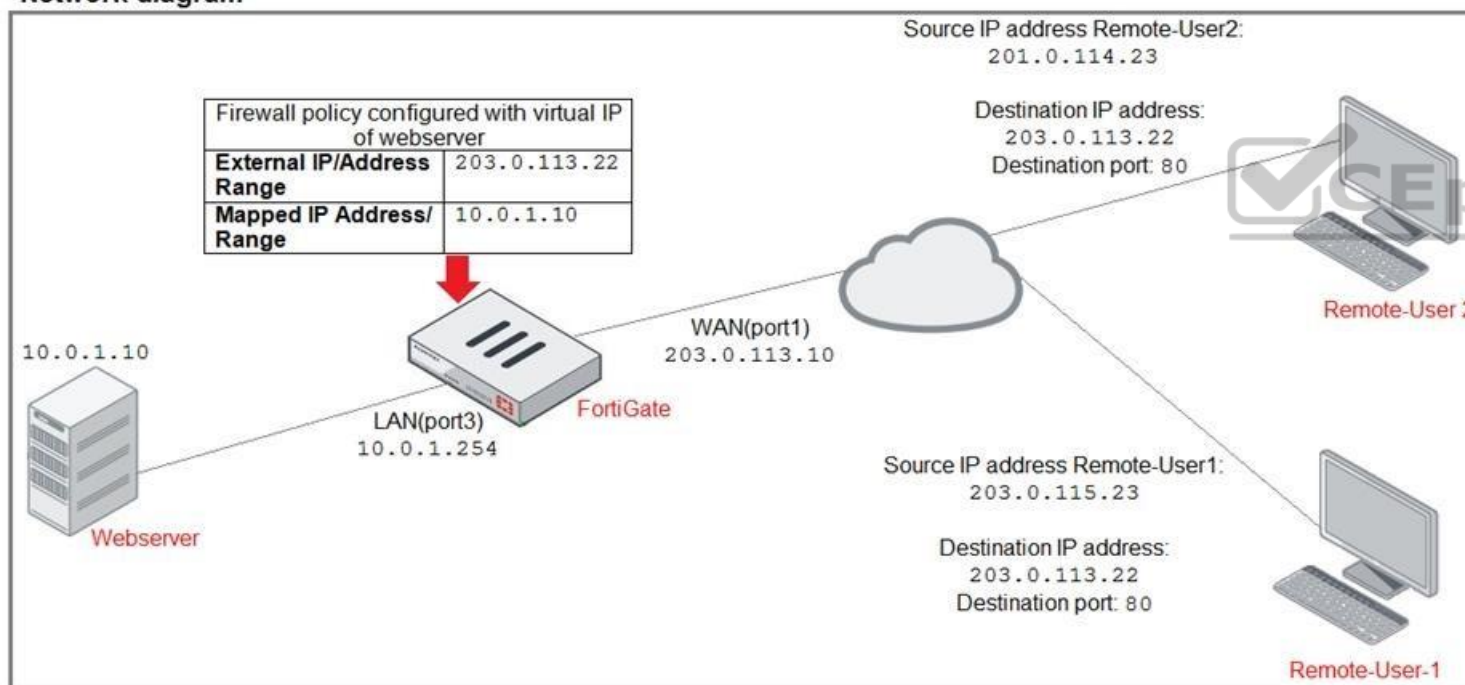 Source IP address Remote-User2:
201.0.114.23
Firewall policy configured with virtual IP
of webserver
External IP/Address
Range
203.0.113.22
Mapped IP Address/
Range
10.0.1.10
Destination IP address:
203.0.113.22
Destination port: 80
Remote-User 2
WAN(port1)
203.0.113.10
10.0.1.10
FortiGate
LAN(port3)
10.0.1.254
Webserver
Source IP address Remote-User1:
203.0.115.23
Destination IP address:
203.0.113.22
Destination port: 80
Remote-User-1